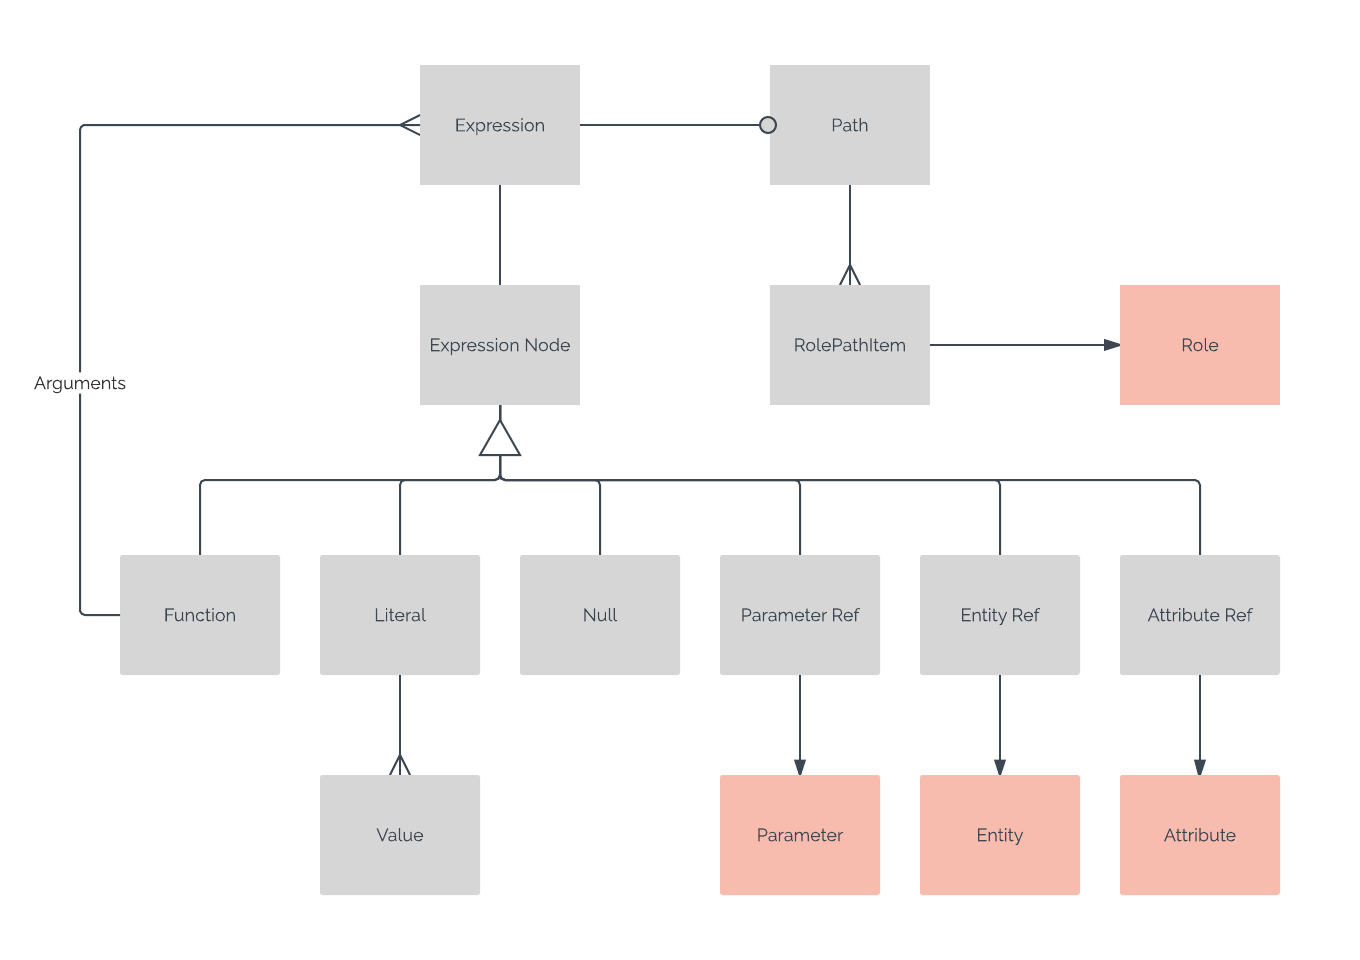 Expression
Path
Expression Node
RolePathItem
Role
Arguments
Function
Literal
Null
Parameter Ref
Entity Ref
Attribute Ref
Value
Parameter
Entity
Attribute